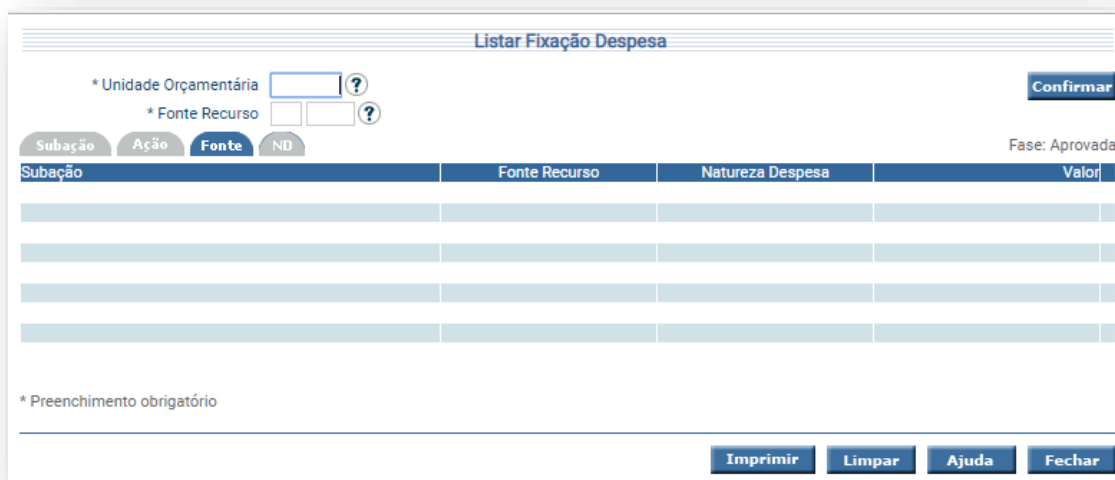 Listar Fixação Despesa
* Unidade Orçamentária ?
Confirmar
* Fonte Recurso ?
Subação Ação Fonte ND
Fase: Aprovada
Subação Fonte Recurso Natureza Despesa Valor
* Preenchimento obrigatório
Imprimir Limpar Ajuda Fechar